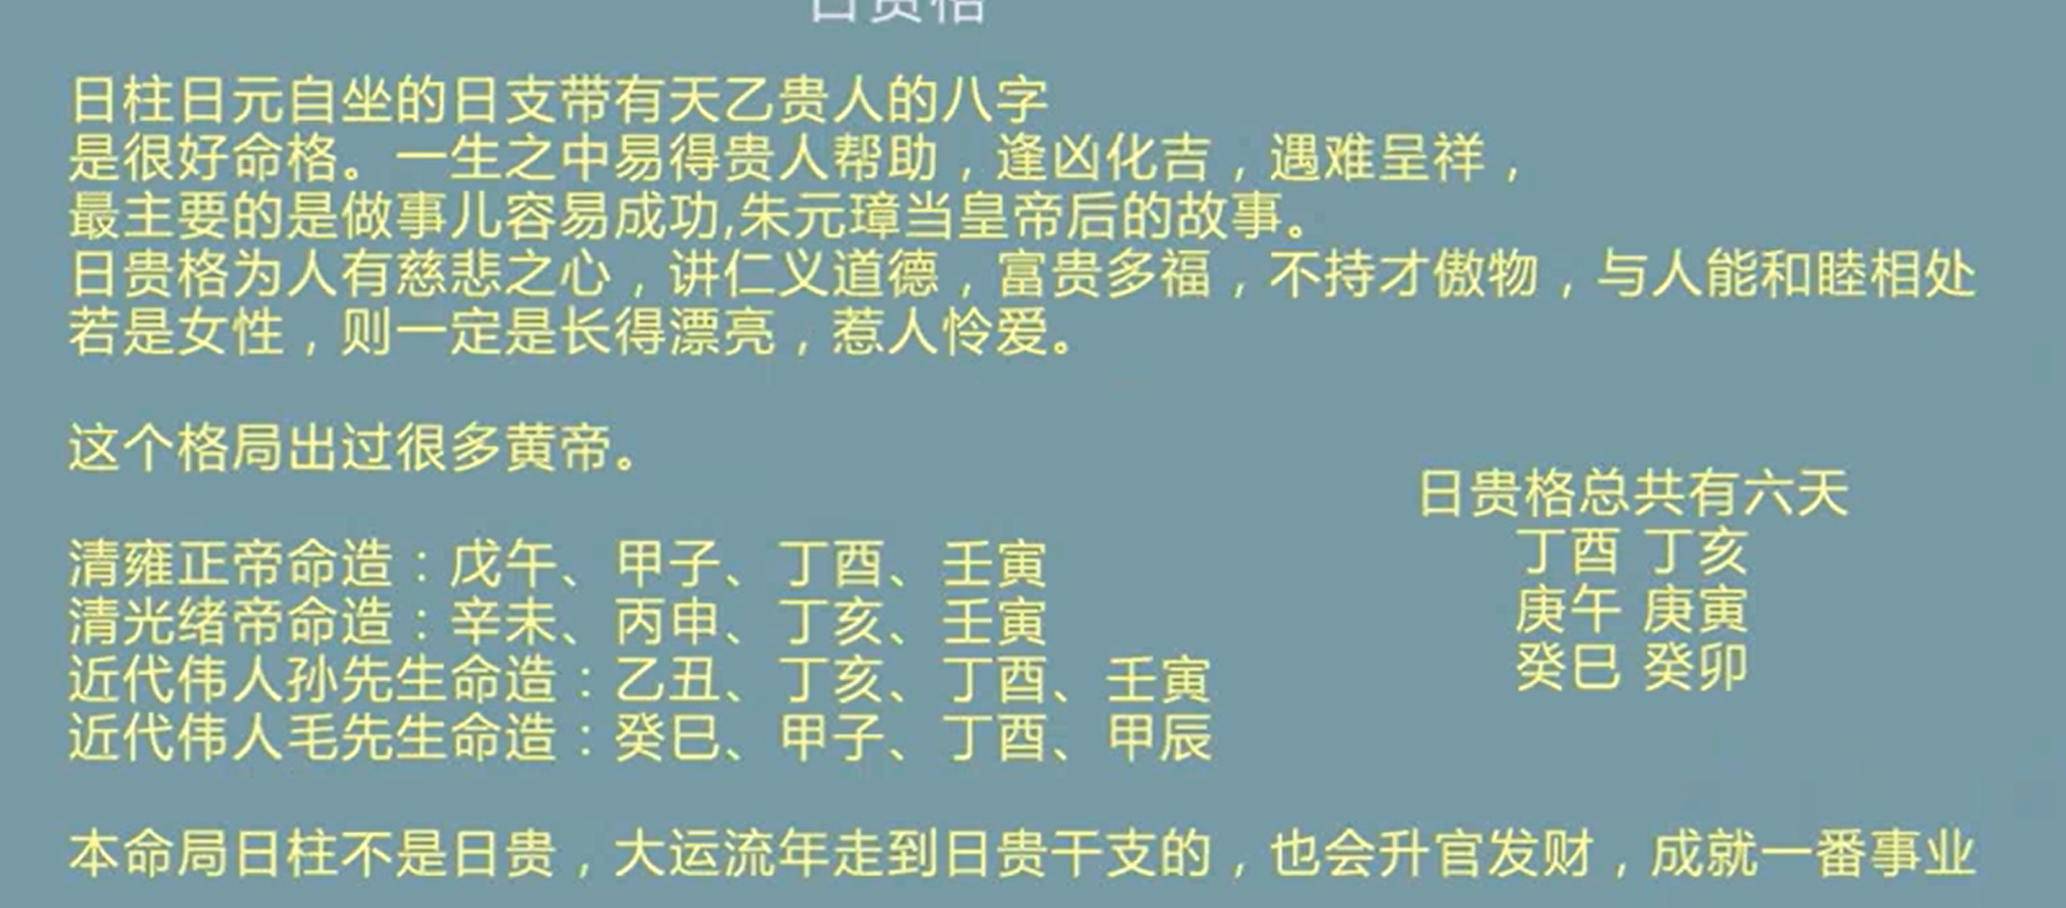 日贵格
日柱日元自坐的日支带有天乙贵人的八字
是很好命格。一生之中易得贵人帮助，逢凶化吉，遇难呈祥，
最主要的是做事儿容易成功,朱元璋当皇帝后的故事。
日贵格为人有慈悲之心，讲仁义道德，富贵多福，不持才傲物，与人能和睦相处
若是女性，则一定是长得漂亮，惹人怜爱。
这个格局出过很多黄帝。
日贵格总共有六天
丁酉 丁亥
庚午 庚寅
癸巳 癸卯
清雍正帝命造：戊午、甲子、丁酉、壬寅
清光绪帝命造：辛未、丙申、丁亥、壬寅
近代伟人孙先生命造：乙丑、丁亥、丁酉、壬寅
近代伟人毛先生命造：癸巳、甲子、丁酉、甲辰
本命局日柱不是日贵，大运流年走到日贵干支的，也会升官发财，成就一番事业